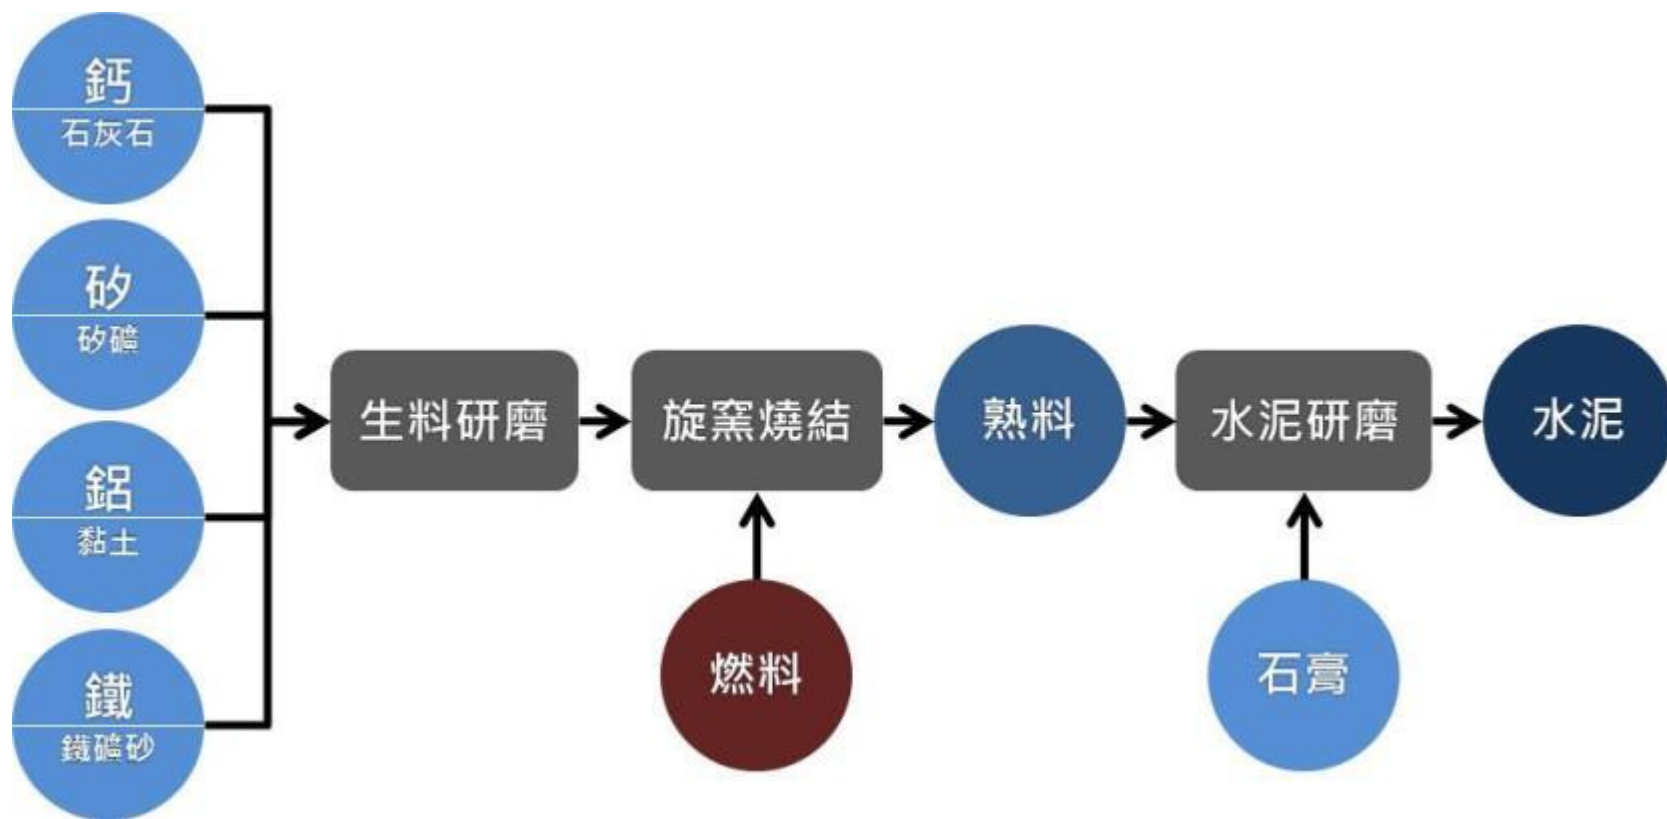 鈣
石灰石
矽
矽礦
鋁
黏土
鐵
鐵礦砂
生料研磨
旋窯燒結
熟料
水泥研磨
水泥
燃料
石膏